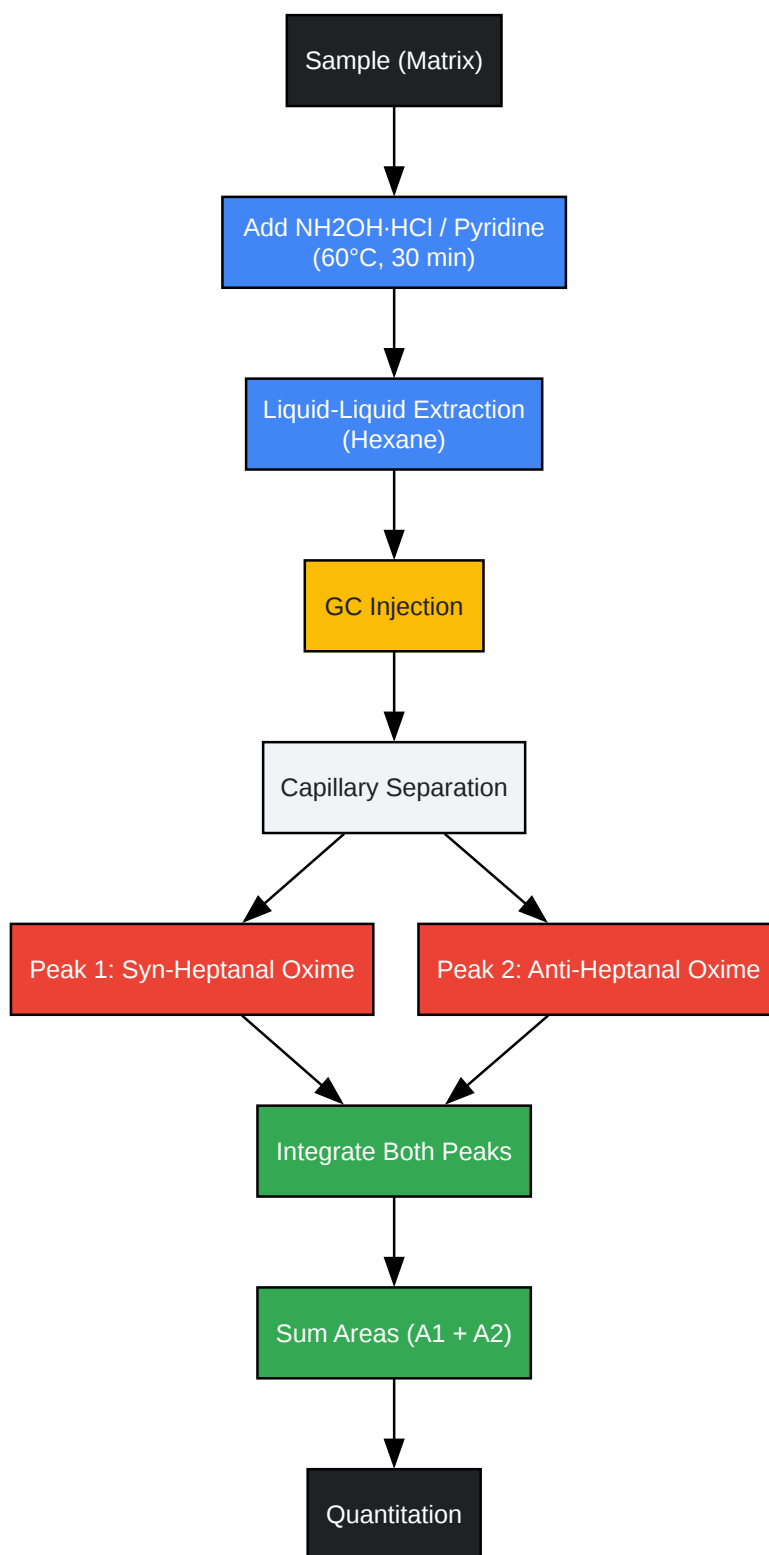 Sample (Matrix)
Add NH2OH·HCl / Pyridine
(60°C, 30 min)
Liquid-Liquid Extraction
(Hexane)
GC Injection
Capillary Separation
Peak 1: Syn-Heptanal Oxime
Peak 2: Anti-Heptanal Oxime
Integrate Both Peaks
Sum Areas (A1 + A2)
Quantitation